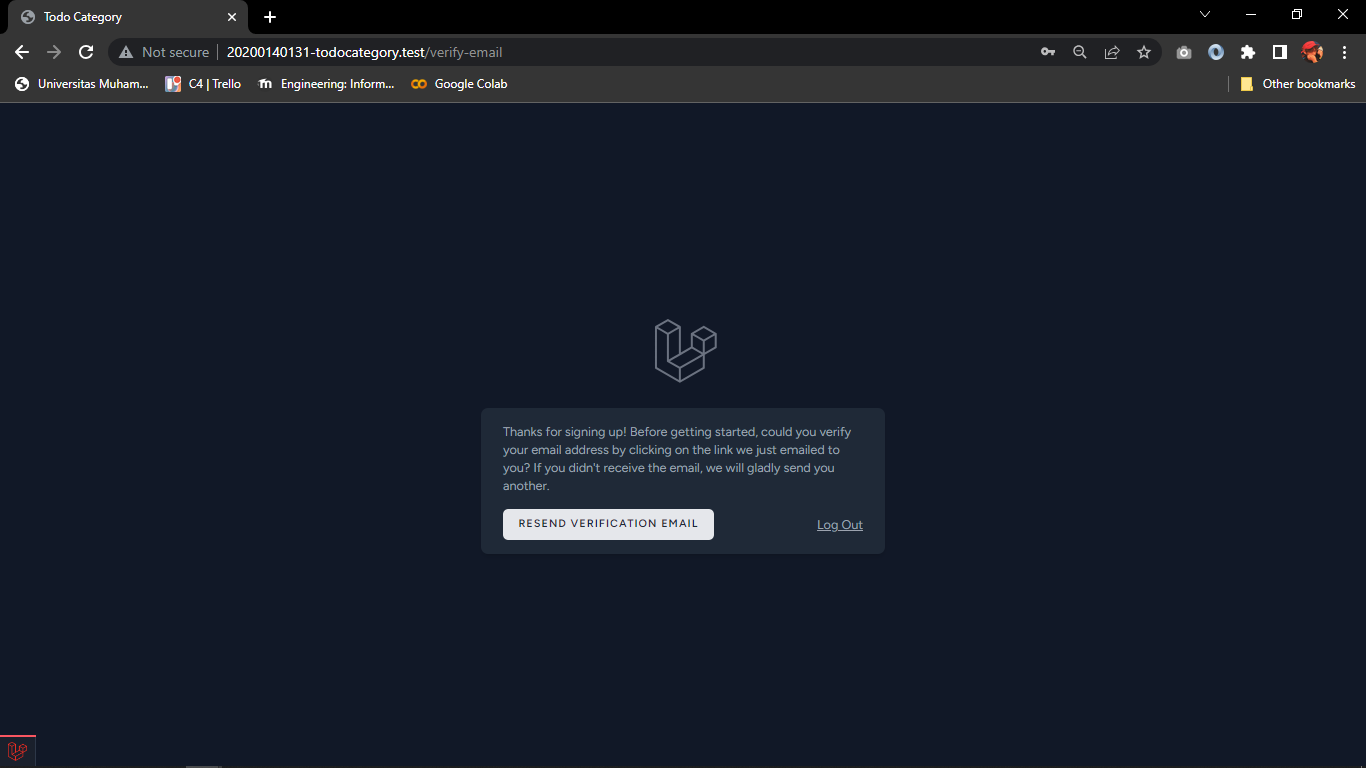 Todo Category
Not secure
20200140131-todocategory.test/verify-email
Universitas Muham...
C4 | Trello
Engineering: Inform...
Google Colab
Other bookmarks
Thanks for signing up! Before getting started, could you verify
your email address by clicking on the link we just emailed to
you? If you didn't receive the email, we will gladly send you
another.
RESEND VERIFICATION EMAIL
Log Out